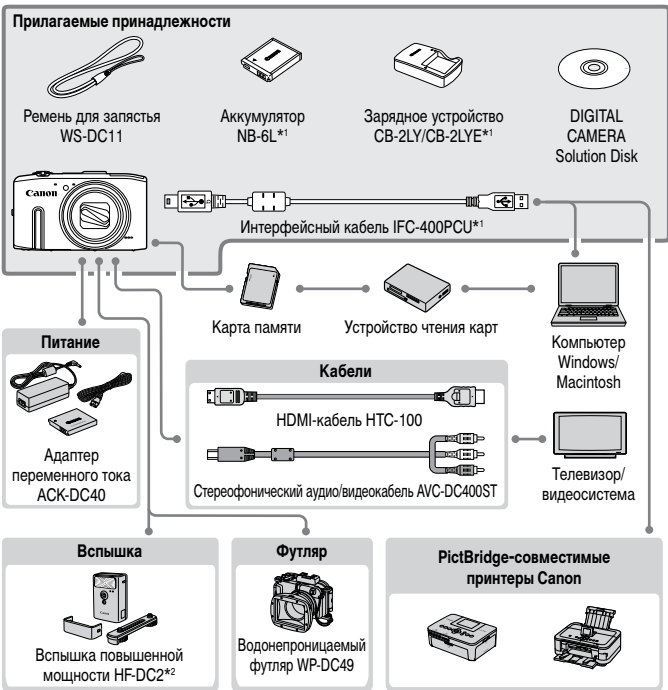 Прилагаемые принадлежности
Ремень для запястья
WS-DC11
Аккумулятор
NB-6L*1
Зарядное устройство
CB-2LY/CB-2LYE*1
DIGITAL
CAMERA
Solution Disk
Canon
Интерфейсный кабель IFC-400PCU*1
Карта памяти
Устройство чтения карт
Компьютер
Windows/
Macintosh
Питание
Адаптер
переменного тока
ACK-DC40
Кабели
HDMI-кабель HTC-100
Стереофонический аудио/видеокабель AVC-DC400ST
Телевизор/
видеосистема
Вспышка
Вспышка повышенной
мощности HF-DC2*2
Футляр
Водонепроницаемый
футляр WP-DC49
PictBridge-совместимые
принтеры Canon